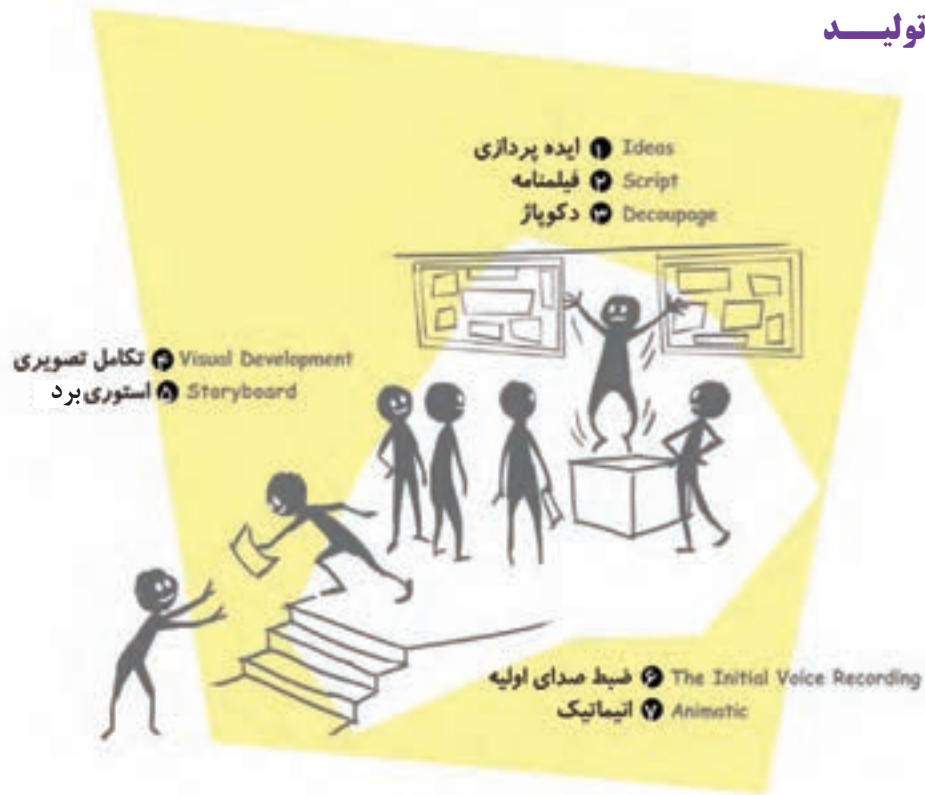 تولیــــد
۱ ایده پردازی Ideas
۲ فیلمنامه Script
۳ دکوپاژ Decoupage
۴ تکامل تصویری Visual Development
۵ استوری‌برد Storyboard
۶ ضبط صدای اولیه The Initial Voice Recording
۷ انیماتیک Animatic